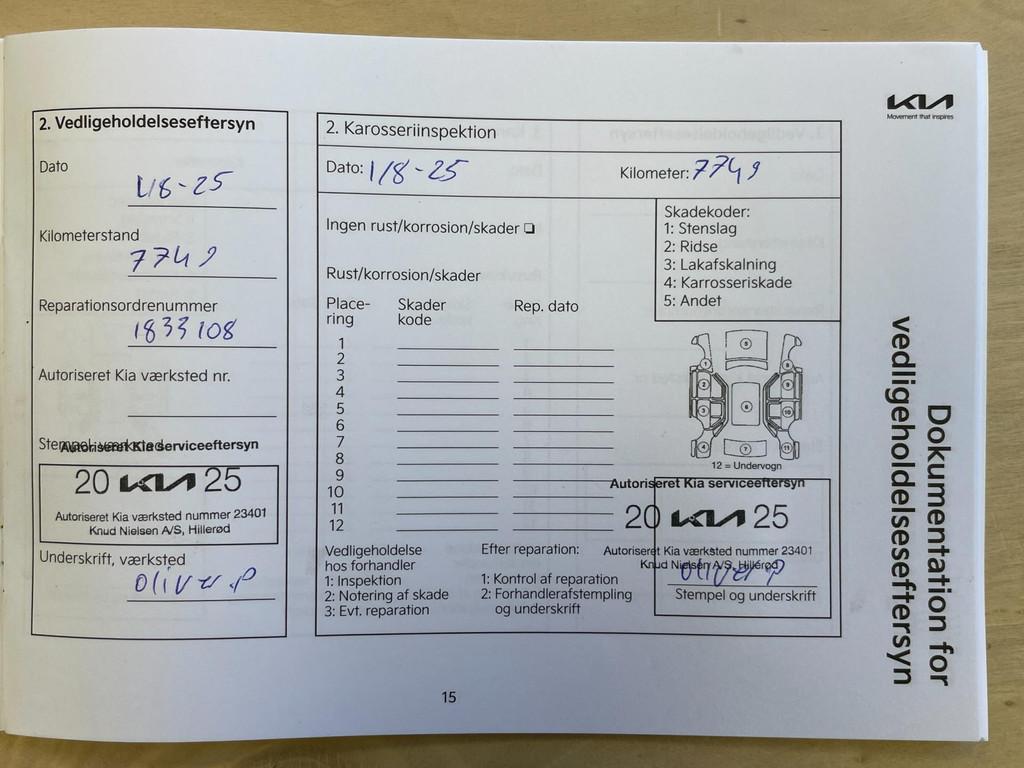 2. Vedligeholdelseseftersyn
Dato
1/8-25
Kilometerstand
7749
Reparationsordrenummer
1833108
Autoriseret Kia værksted nr.
Stempel, værksted
Autoriseret Kia serviceeftersyn
20 KIA 25
Autoriseret Kia værksted nummer 23401
Knud Nielsen A/S, Hillerød
Underskrift, værksted
Oliver.P
2. Karosseriinspektion
Dato: 1/8-25 Kilometer: 7749
Ingen rust/korrosion/skader ❏
Rust/korrosion/skader
Place-
ring
Skader
kode
Rep. dato
1
2
3
4
5
6
7
8
9
10
11
12
Skadekoder:
1: Stenslag
2: Ridse
3: Lakafskalning
4: Karrosseriskade
5: Andet
12 = Undervogn
Vedligeholdelse
hos forhandler
1: Inspektion
2: Notering af skade
3: Evt. reparation
Efter reparation:
1: Kontrol af reparation
2: Forhandlerafstempling
og underskrift
Autoriseret Kia serviceeftersyn
20 KIA 25
Autoriseret Kia værksted nummer 23401
Knud Nielsen A/S, Hillerød
Oliver P
Stempel og underskrift
KIA
Movement that inspires
Dokumentation for
vedligeholdelseseftersyn
15